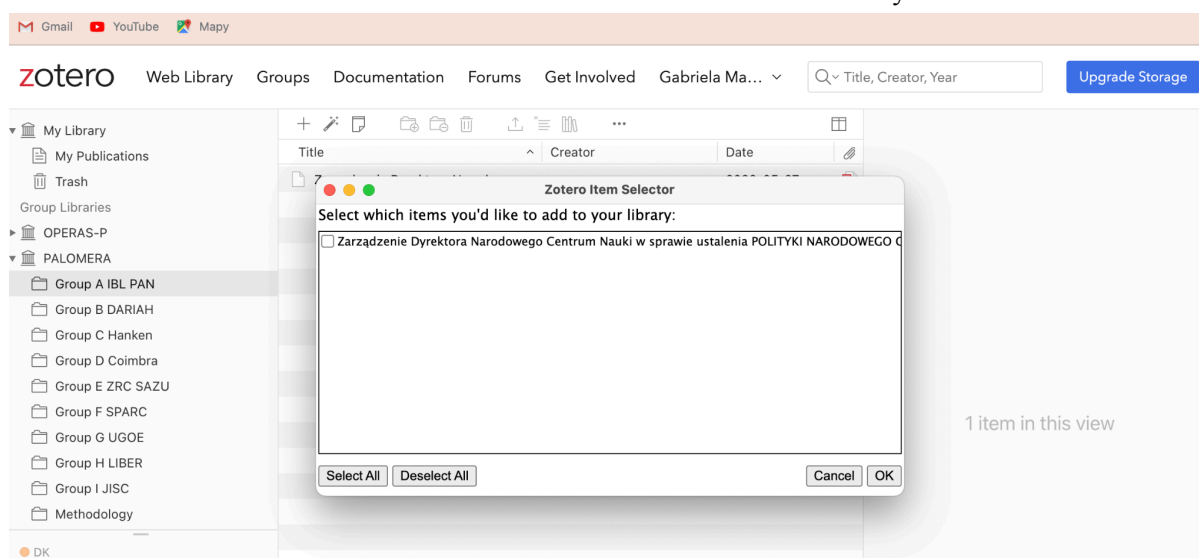 Gmail YouTube Mapy
zotero Web Library Groups Documentation Forums Get Involved Gabriela Ma... Title, Creator, Year Upgrade Storage
My Library
My Publications
Trash
Group Libraries
OPERAS-P
PALOMERA
Group A IBL PAN
Group B DARIAH
Group C Hanken
Group D Coimbra
Group E ZRC SAZU
Group F SPARC
Group G UGOE
Group H LIBER
Group I JISC
Methodology
DK
Title Creator Date
Zotero Item Selector
Select which items you'd like to add to your library:
Zarządzenie Dyrektora Narodowego Centrum Nauki w sprawie ustalenia POLITYKI NARODOWEGO
Select All Deselect All Cancel OK
1 item in this view